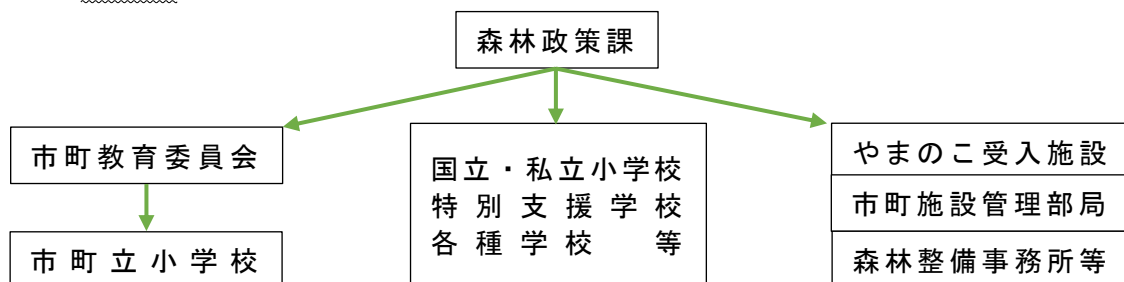 森林政策課
市町教育委員会
市町立小学校
国立・私立小学校
特別支援学校
各種学校等
やまのこ受入施設
市町施設管理部局
森林整備事務所等